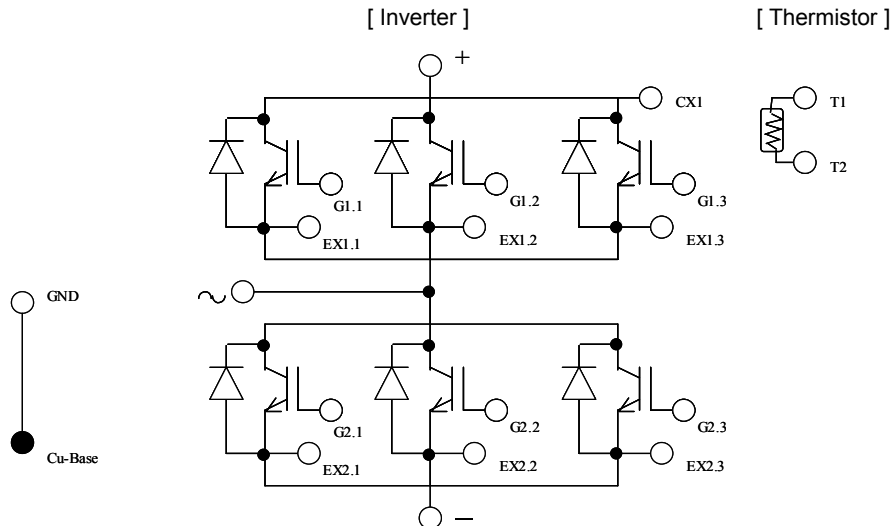 [ Inverter ]
[ Thermistor ]
+
CX1
T1
T2
G1.1
G1.2
G1.3
EX1.1
EX1.2
EX1.3
GND
~
G2.1
G2.2
G2.3
Cu-Base
EX2.1
EX2.2
EX2.3
−